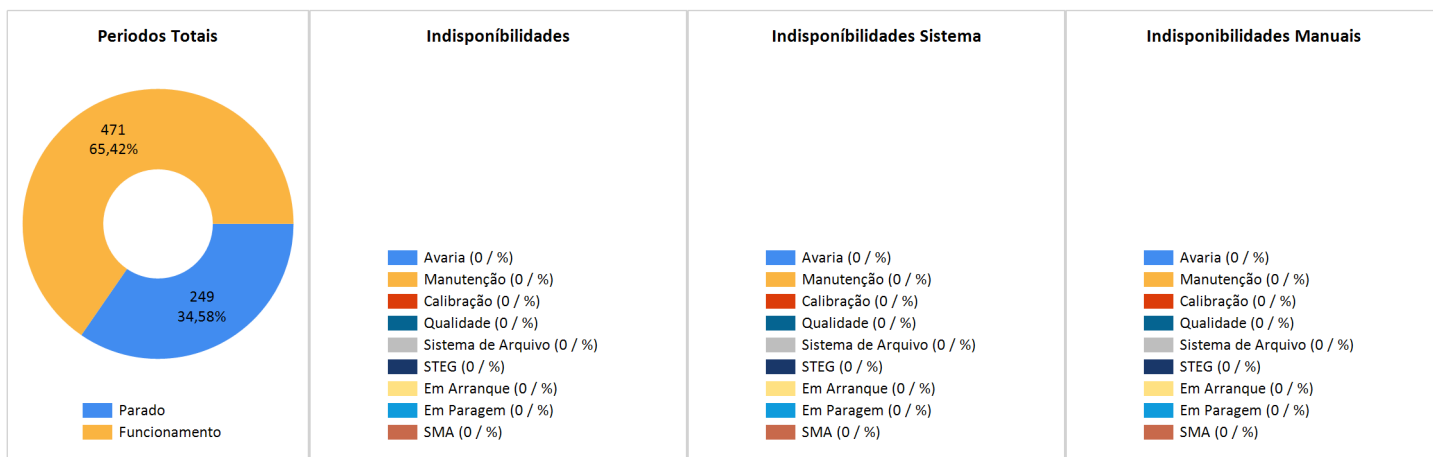 Periodos Totais
471
65,42%
249
34,58%
Parado
Funcionamento
Indisponíbilidades
Avaria (0 / %)
Manutenção (0 / %)
Calibração (0 / %)
Qualidade (0 / %)
Sistema de Arquivo (0 / %)
STEG (0 / %)
Em Arranque (0 / %)
Em Paragem (0 / %)
SMA (0 / %)
Indisponíbilidades Sistema
Avaria (0 / %)
Manutenção (0 / %)
Calibração (0 / %)
Qualidade (0 / %)
Sistema de Arquivo (0 / %)
STEG (0 / %)
Em Arranque (0 / %)
Em Paragem (0 / %)
SMA (0 / %)
Indisponibilidades Manuais
Avaria (0 / %)
Manutenção (0 / %)
Calibração (0 / %)
Qualidade (0 / %)
Sistema de Arquivo (0 / %)
STEG (0 / %)
Em Arranque (0 / %)
Em Paragem (0 / %)
SMA (0 / %)